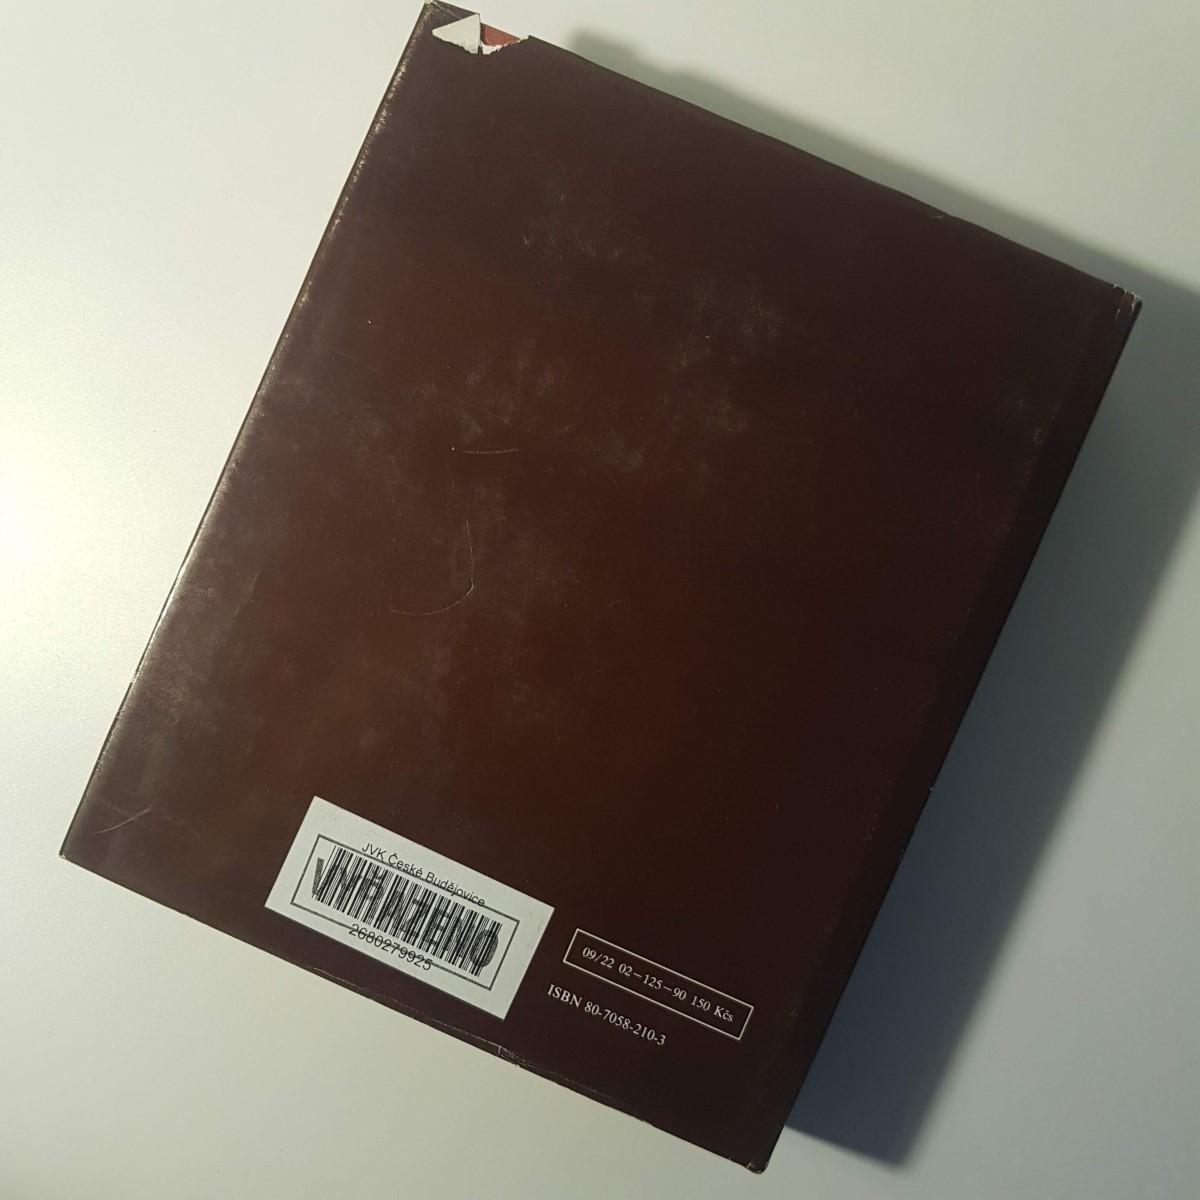 JVK České Budějovice
VYŘAZENO
2680279925
09/22 02-125-90 150 Kčs
ISBN 80-7058-210-3